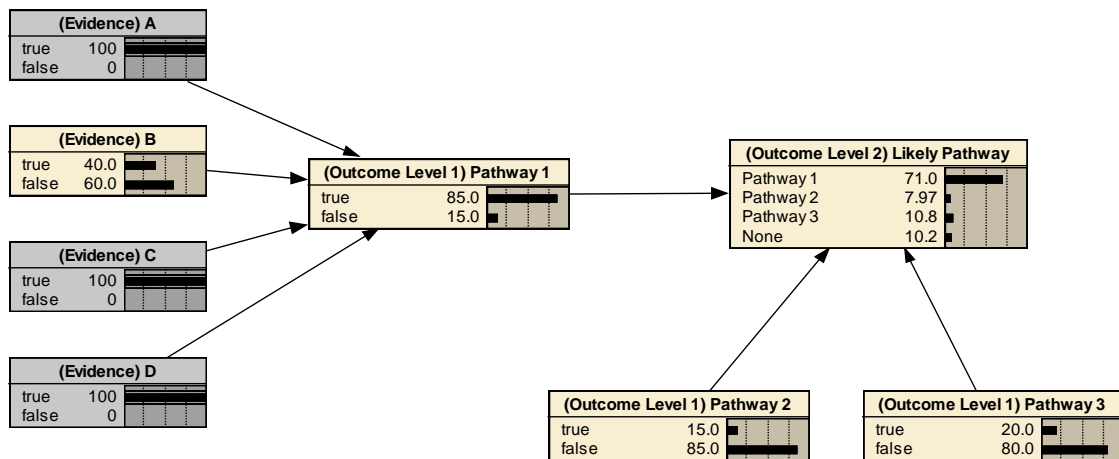 (Evidence) A
true 100
false 0
(Evidence) B
true 40.0
false 60.0
(Evidence) C
true 100
false 0
(Evidence) D
true 100
false 0
(Outcome Level 1) Pathway 1
true 85.0
false 15.0
(Outcome Level 2) Likely Pathway
Pathway 1 71.0
Pathway 2 7.97
Pathway 3 10.8
None 10.2
(Outcome Level 1) Pathway 2
true 15.0
false 85.0
(Outcome Level 1) Pathway 3
true 20.0
false 80.0